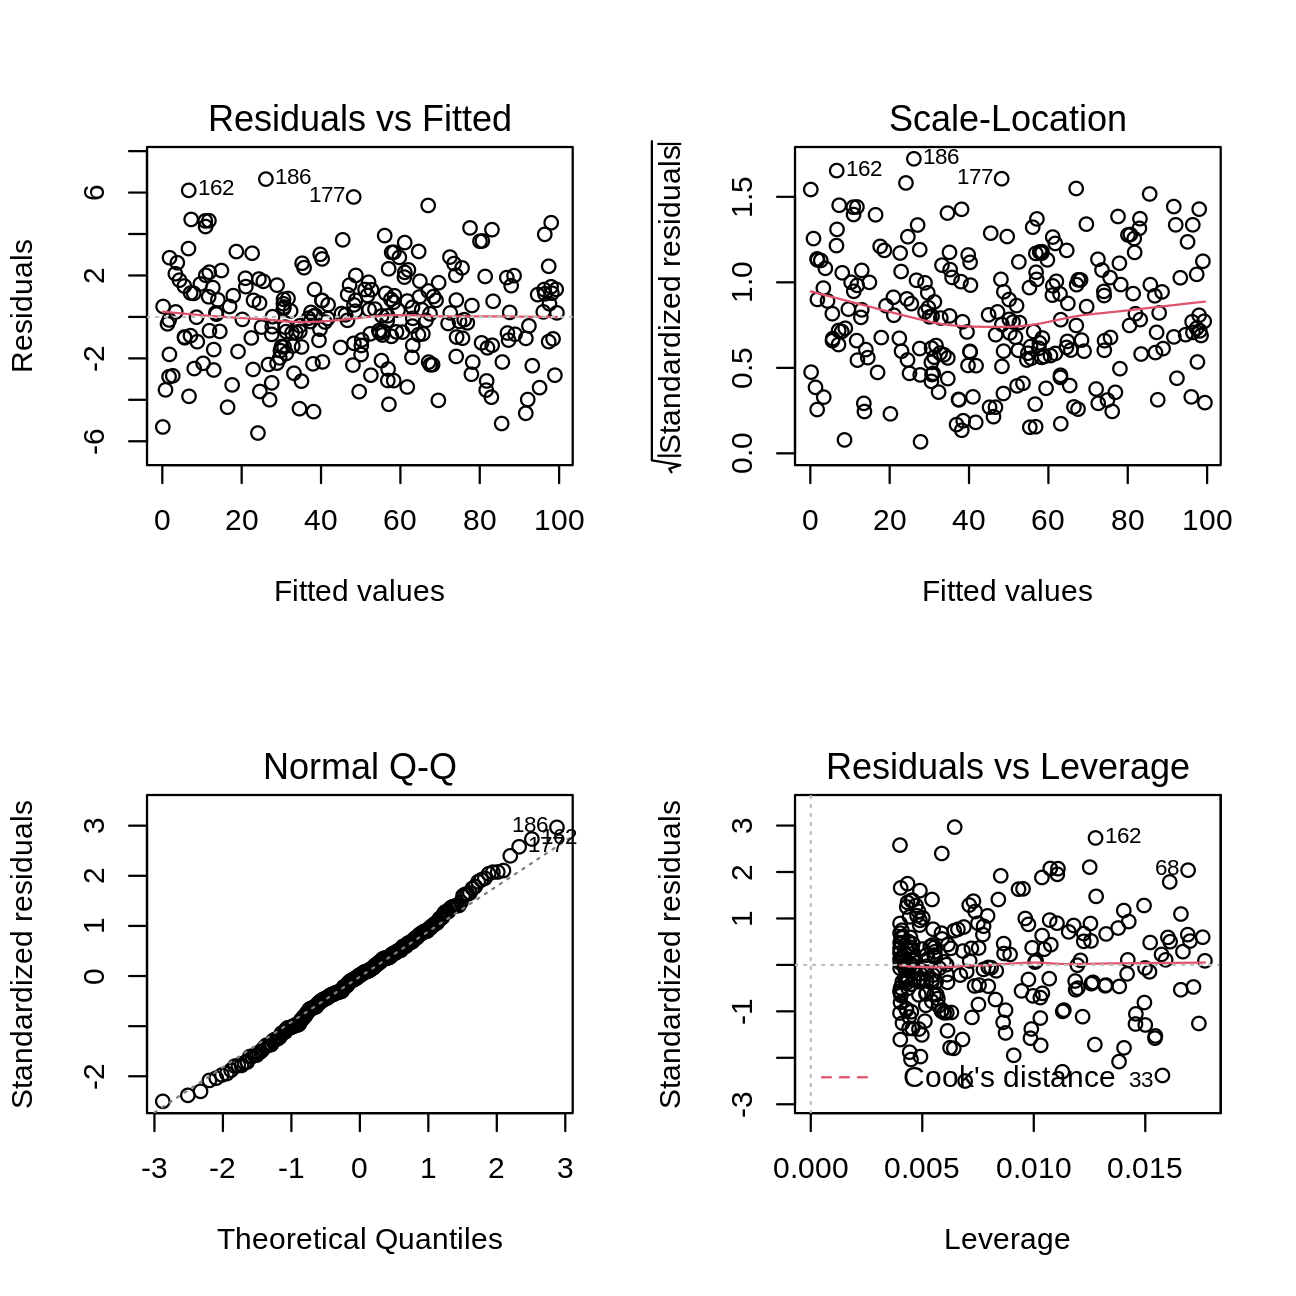 Residuals vs Fitted
Residuals
6
2
-2
-6
162
186
177
0 20 40 60 80 100
Fitted values
Scale-Location
√|Standardized residuals|
1.5
1.0
0.5
0.0
162
186
177
0 20 40 60 80 100
Fitted values
Normal Q-Q
Standardized residuals
3
2
1
0
-2
186
162
177
-3 -2 -1 0 1 2 3
Theoretical Quantiles
Residuals vs Leverage
Standardized residuals
3
2
1
-1
-3
162
68
Cook's distance
33
0.000 0.005 0.010 0.015
Leverage